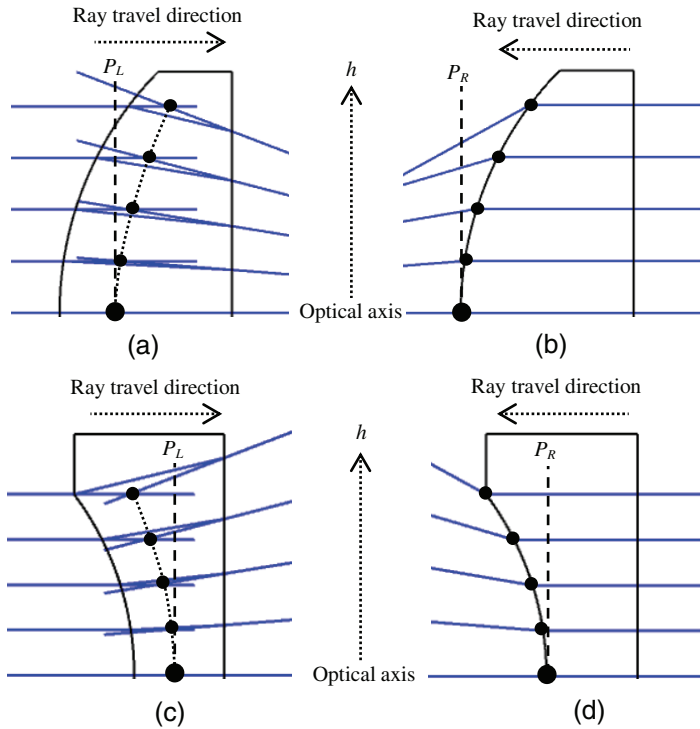 Ray travel direction
Ray travel direction
P_L
h
P_R
Optical axis
(a)
(b)
Ray travel direction
Ray travel direction
h
P_L
P_R
Optical axis
(c)
(d)